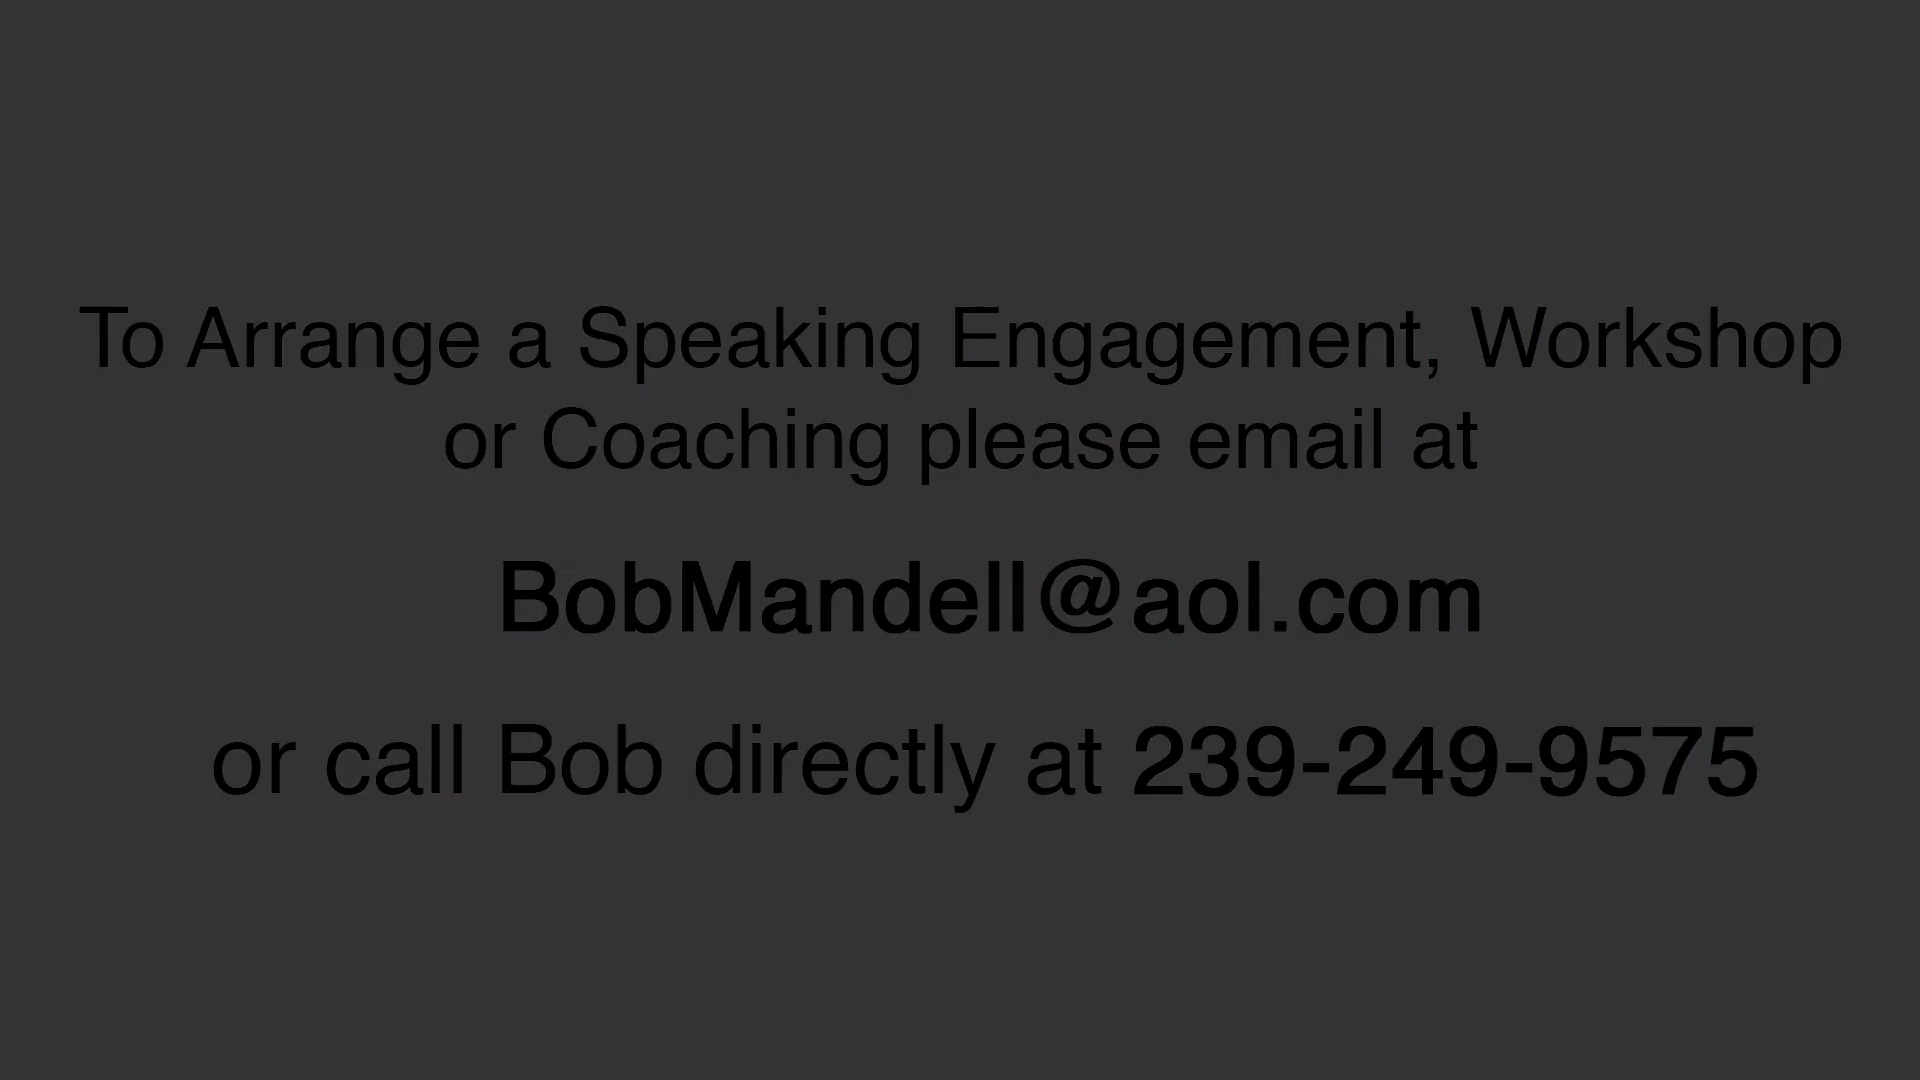 To Arrange a Speaking Engagement, Workshop
or Coaching please email at
BobMandell@aol.com
or call Bob directly at 239-249-9575